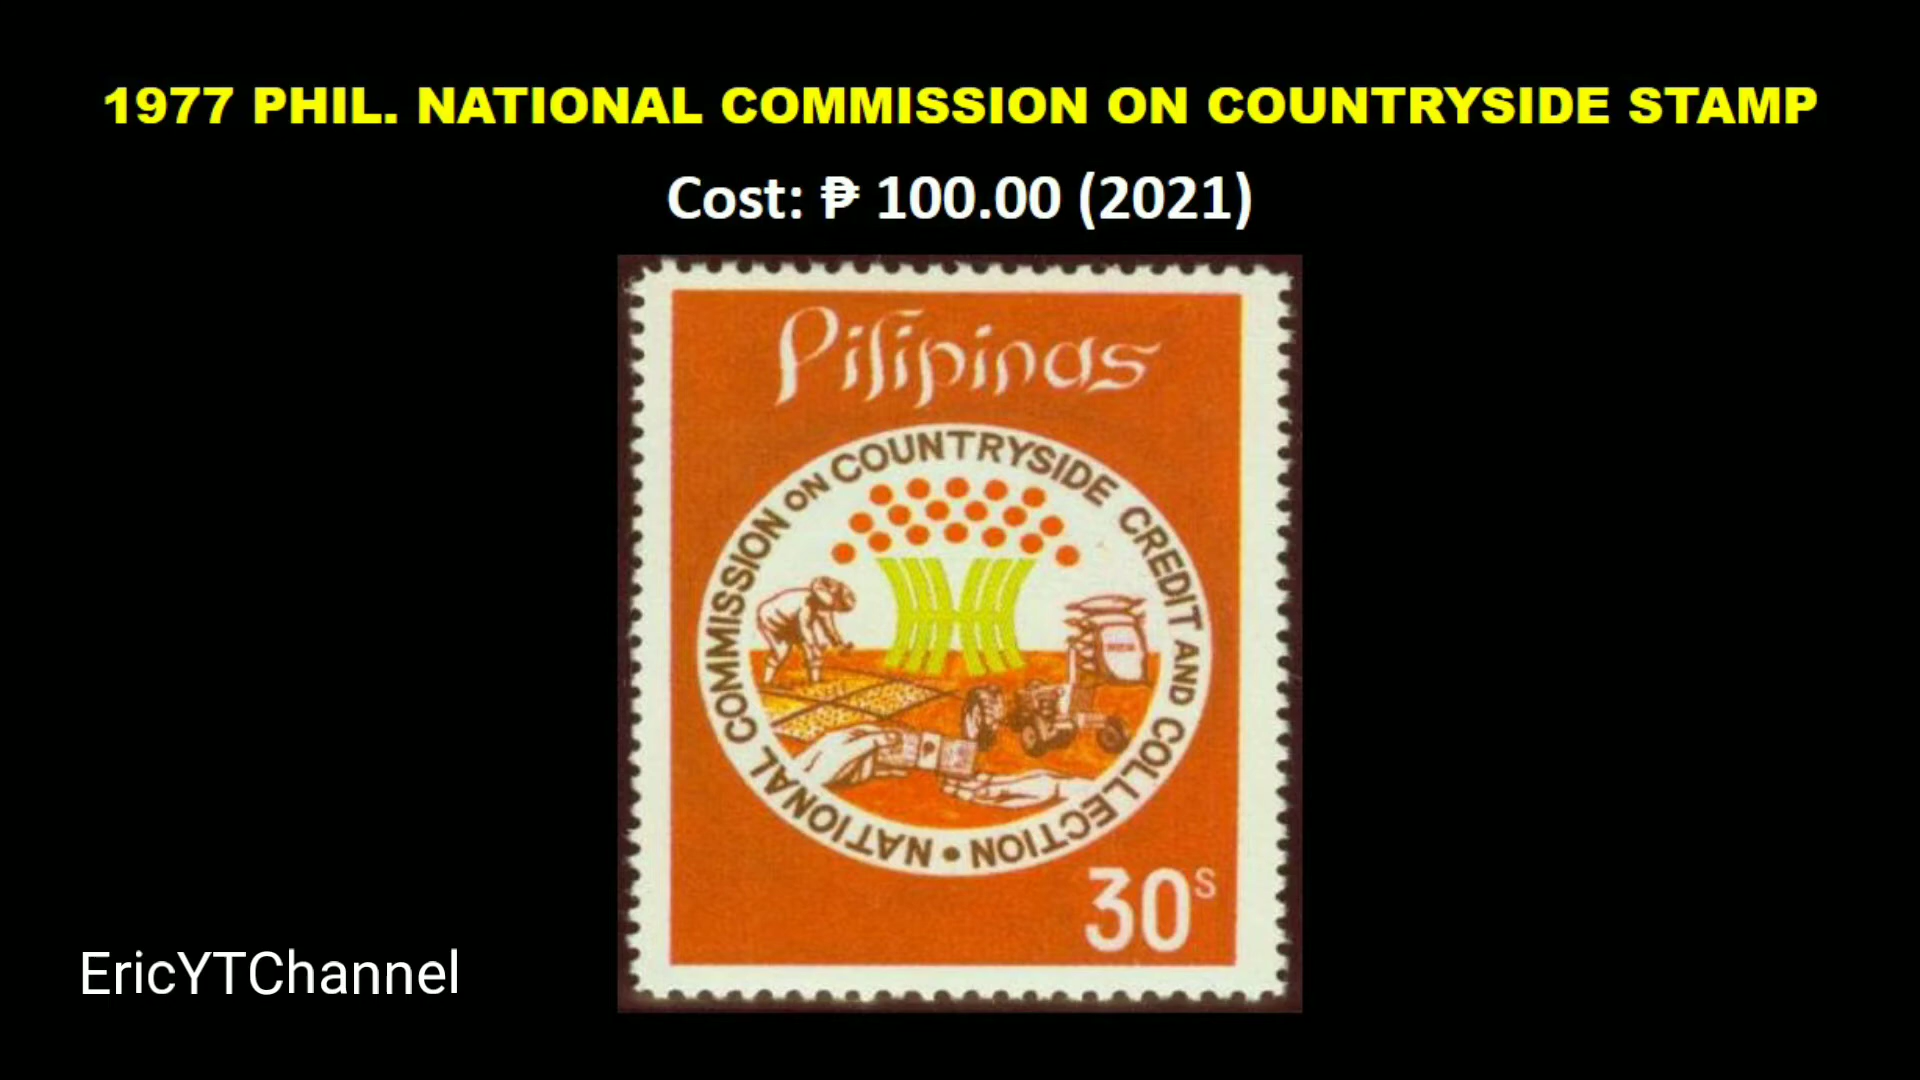 1977 PHIL. NATIONAL COMMISSION ON COUNTRYSIDE STAMP
Cost: ₱ 100.00 (2021)
Pilipinas
NATIONAL COMMISSION ON COUNTRYSIDE CREDIT AND COLLECTION •
30s
EricYTChannel